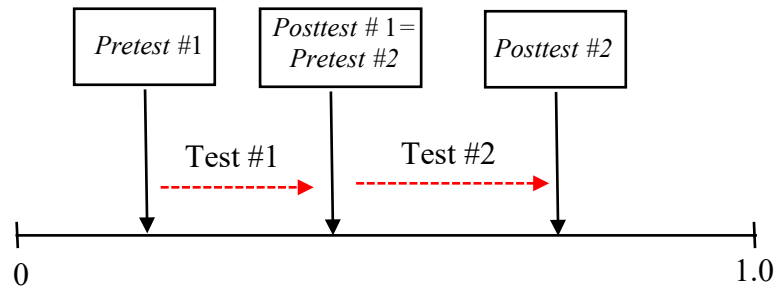 Pretest #1
Posttest # 1=
Pretest #2
Posttest #2
Test #1
Test #2
0
1.0